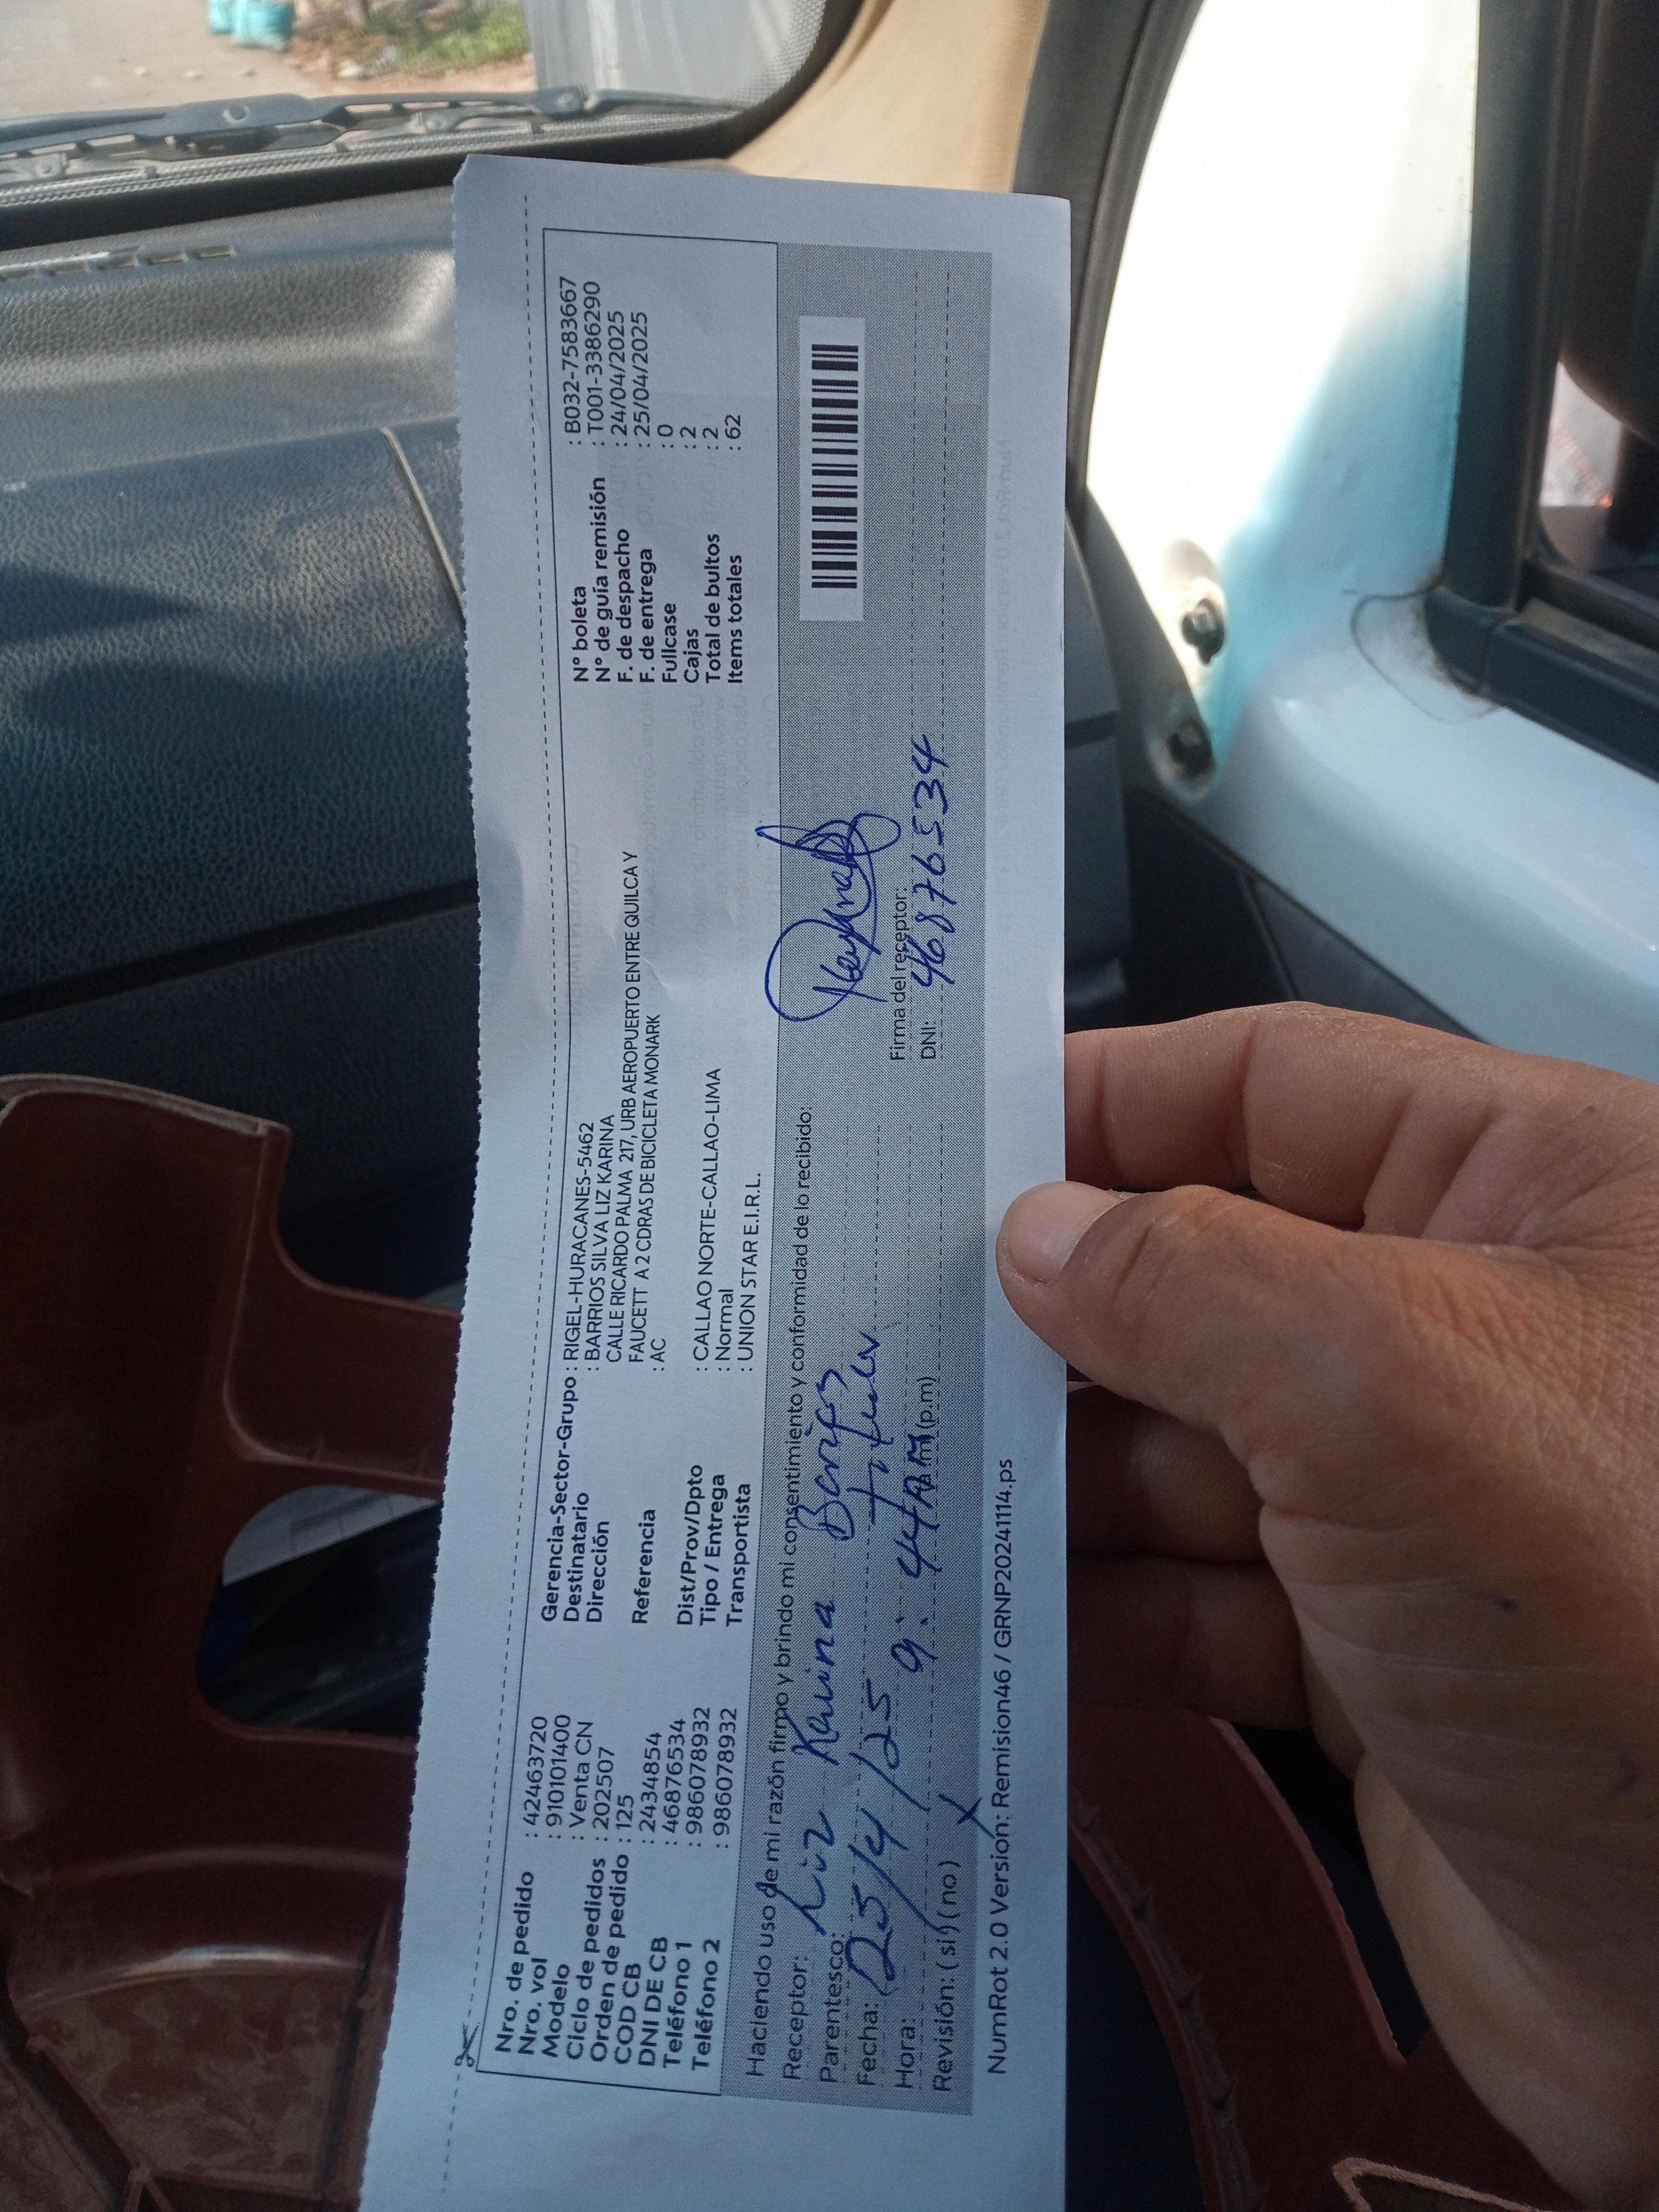 Nro. de pedido : 42463720
Nro. vol : 910101400
Modelo : Venta CN
Ciclo de pedidos : 202507
Orden de pedido : 125
COD CB : 2434854
DNI DE CB : 46876534
Teléfono 1 : 986078932
Teléfono 2 : 986078932
Gerencia-Sector-Grupo : RIGEL-HURACANES-5462
Destinatario : BARRIOS SILVA LIZ KARINA
Dirección CALLE RICARDO PALMA 217, URB AEROPUERTO ENTRE QUILCA Y
FAUCETT A 2 CDRAS DE BICICLETA MONARK
Referencia : AC
Dist/Prov/Dpto : CALLAO NORTE-CALLAO-LIMA
Tipo / Entrega : Normal
Transportista : UNION STAR E.I.R.L.
N° boleta : B032-7583667
N° de guía remisión : T001-3386290
F. de despacho : 24/04/2025
F. de entrega : 25/04/2025
Fullcase : 0
Cajas : 2
Total de bultos : 2
Items totales : 62
Haciendo uso de mi razón firmo y brindo mi consentimiento y conformidad de lo recibido:
Receptor: Liz Karina
Parentesco: titular
Fecha: 25/4/25
Hora: 9:44 AM (p.m)
Revisión: (si) (no) X
Firma del receptor:
DNI: 46876534
NumRot 2.0 Version: Remision46 / GRNP20241114.ps